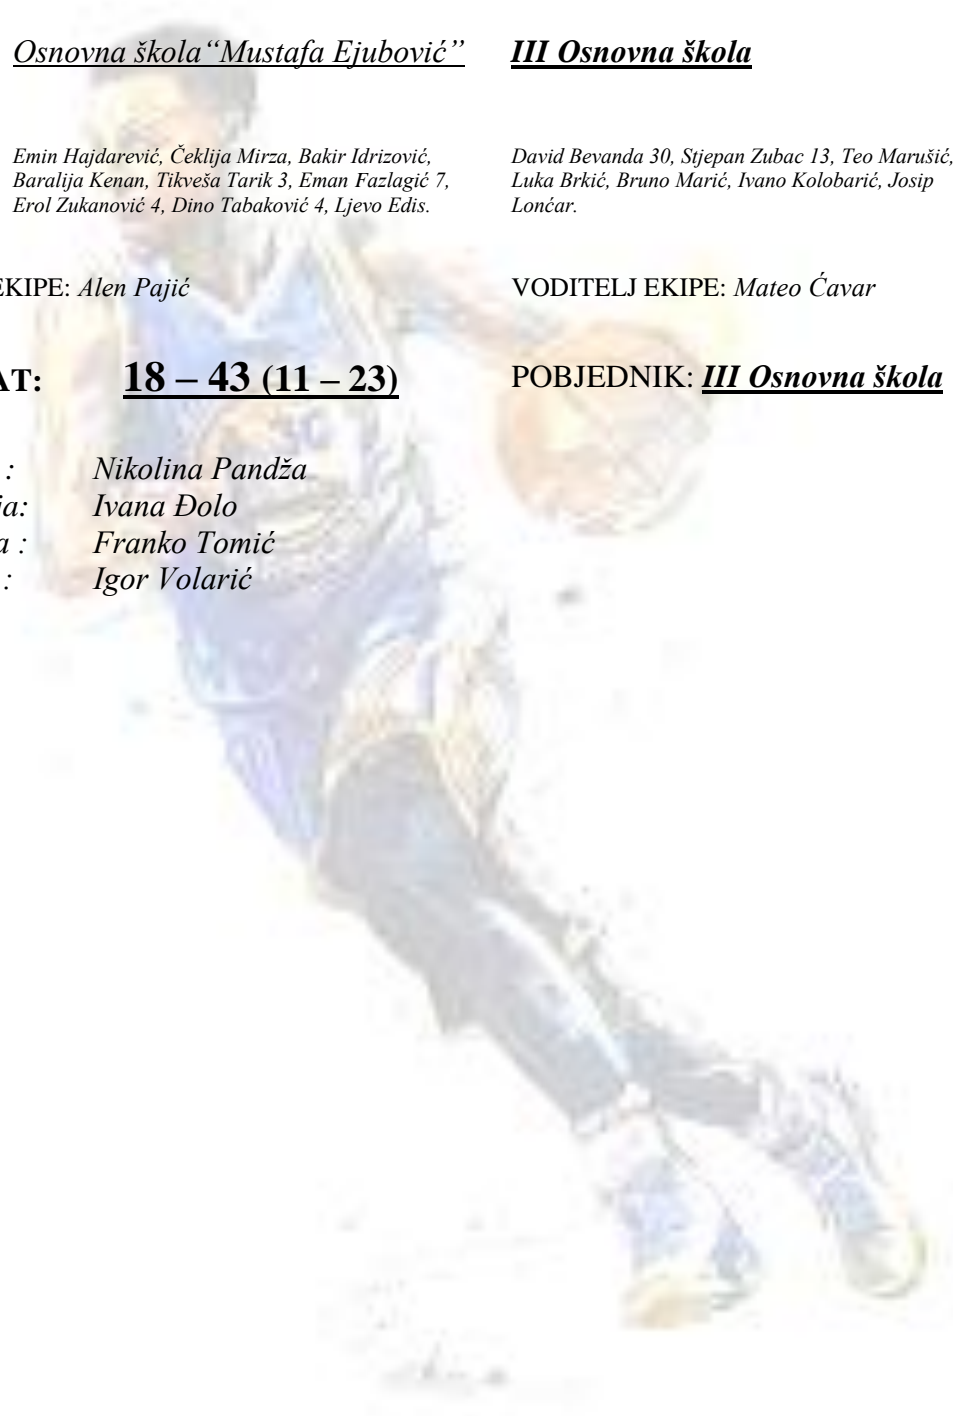 Osnovna škola“Mustafa Ejubović” III Osnovna škola
Emin Hajdarević, Čeklija Mirza, Bakir Idrizović,
Baralija Kenan, Tikveša Tarik 3, Eman Fazlagić 7,
Erol Zukanović 4, Dino Tabaković 4, Ljevo Edis.
David Bevanda 30, Stjepan Zubac 13, Teo Marušić,
Luka Brkić, Bruno Marić, Ivano Kolobarić, Josip
Lonćar.
EKIPE: Alen Pajić
VODITELJ EKIPE: Mateo Ćavar
AT: 18 – 43 (11 – 23)
POBJEDNIK: III Osnovna škola
: Nikolina Pandža
ja: Ivana Đolo
a : Franko Tomić
: Igor Volarić